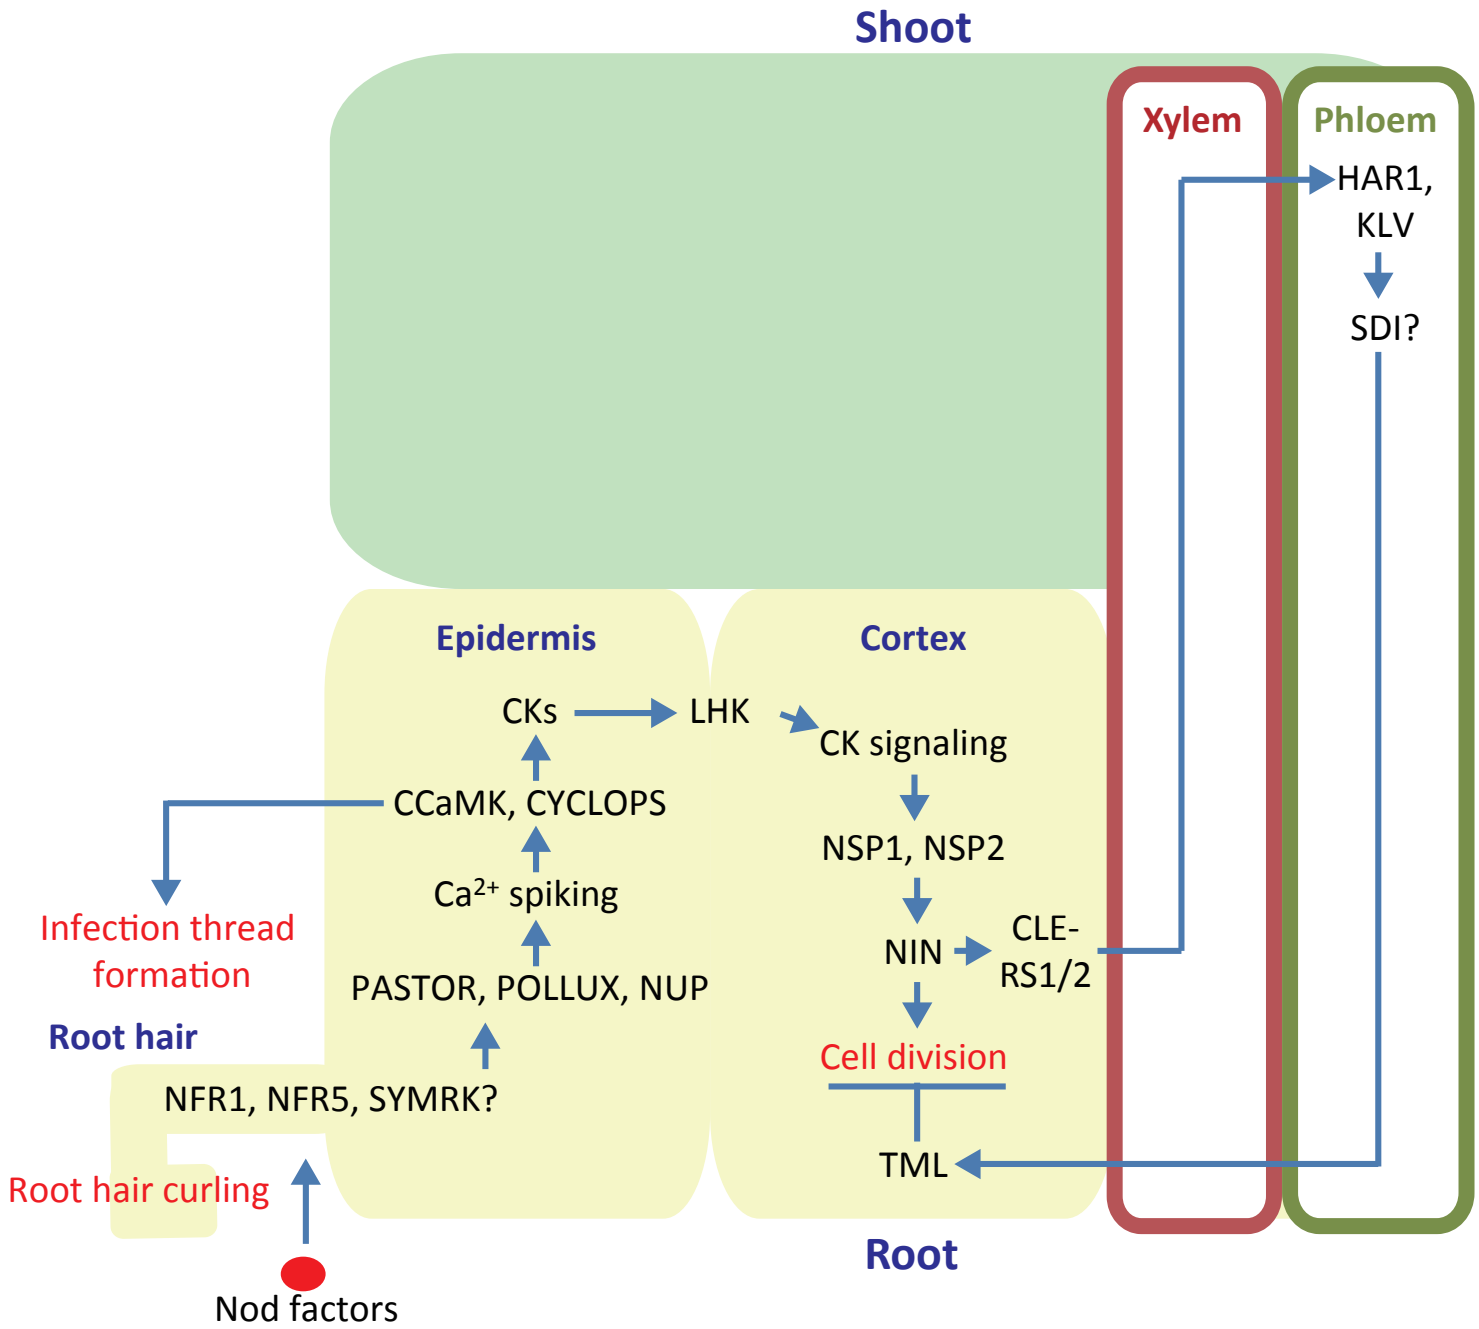 Shoot
Xylem
Phloem
HAR1,
KLV
SDI?
Epidermis
Cortex
CKs
LHK
CK signaling
CCaMK, CYCLOPS
NSP1, NSP2
Ca²⁺ spiking
Infection thread
formation
NIN
CLE-
RS1/2
PASTOR, POLLUX, NUP
Root hair
Cell division
NFR1, NFR5, SYMRK?
TML
Root hair curling
Root
Nod factors